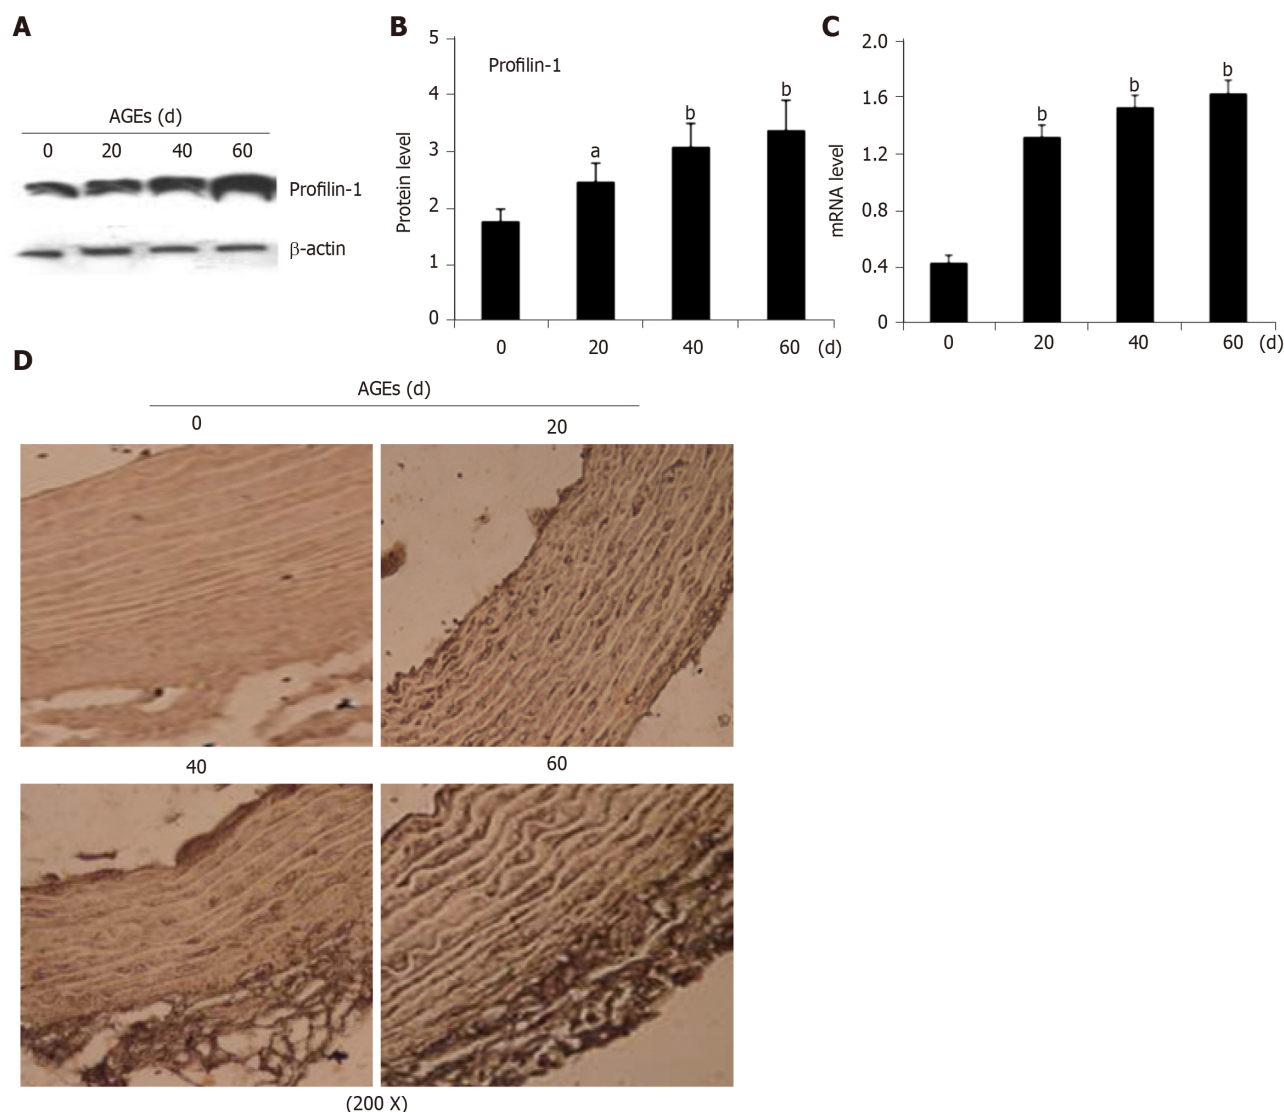 A
AGEs (d)
0 20 40 60
Profilin-1
β-actin
B
Profilin-1
Protein level
5
4
3
2
1
0
a
b
b
0 20 40 60 (d)
C
mRNA level
2.0
1.6
1.2
0.8
0.4
0
b
b
b
0 20 40 60 (d)
D
AGEs (d)
0 20
40 60
(200 X)